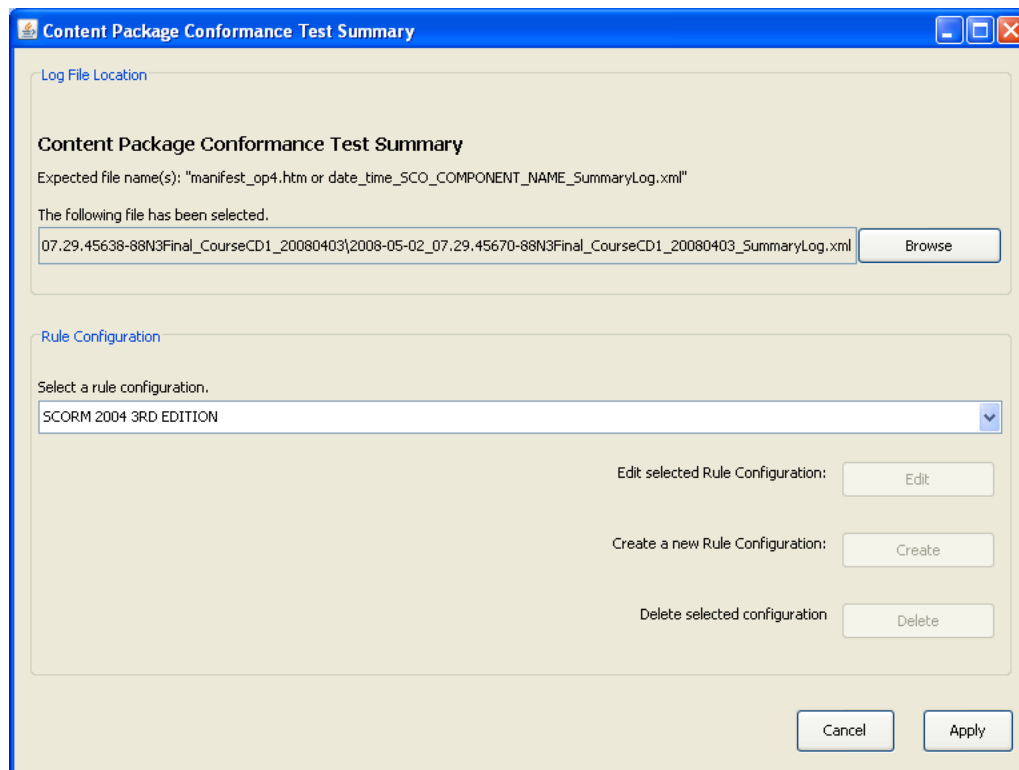 Content Package Conformance Test Summary
Log File Location
Content Package Conformance Test Summary
Expected file name(s): "manifest_op4.htm or date_time_SCO_COMPONENT_NAME_SummaryLog.xml"
The following file has been selected.
07.29.45638-88N3Final_CourseCD1_20080403\2008-05-02_07.29.45670-88N3Final_CourseCD1_20080403_SummaryLog.xml Browse
Rule Configuration
Select a rule configuration.
SCORM 2004 3RD EDITION
Edit selected Rule Configuration: Edit
Create a new Rule Configuration: Create
Delete selected configuration Delete
Cancel Apply